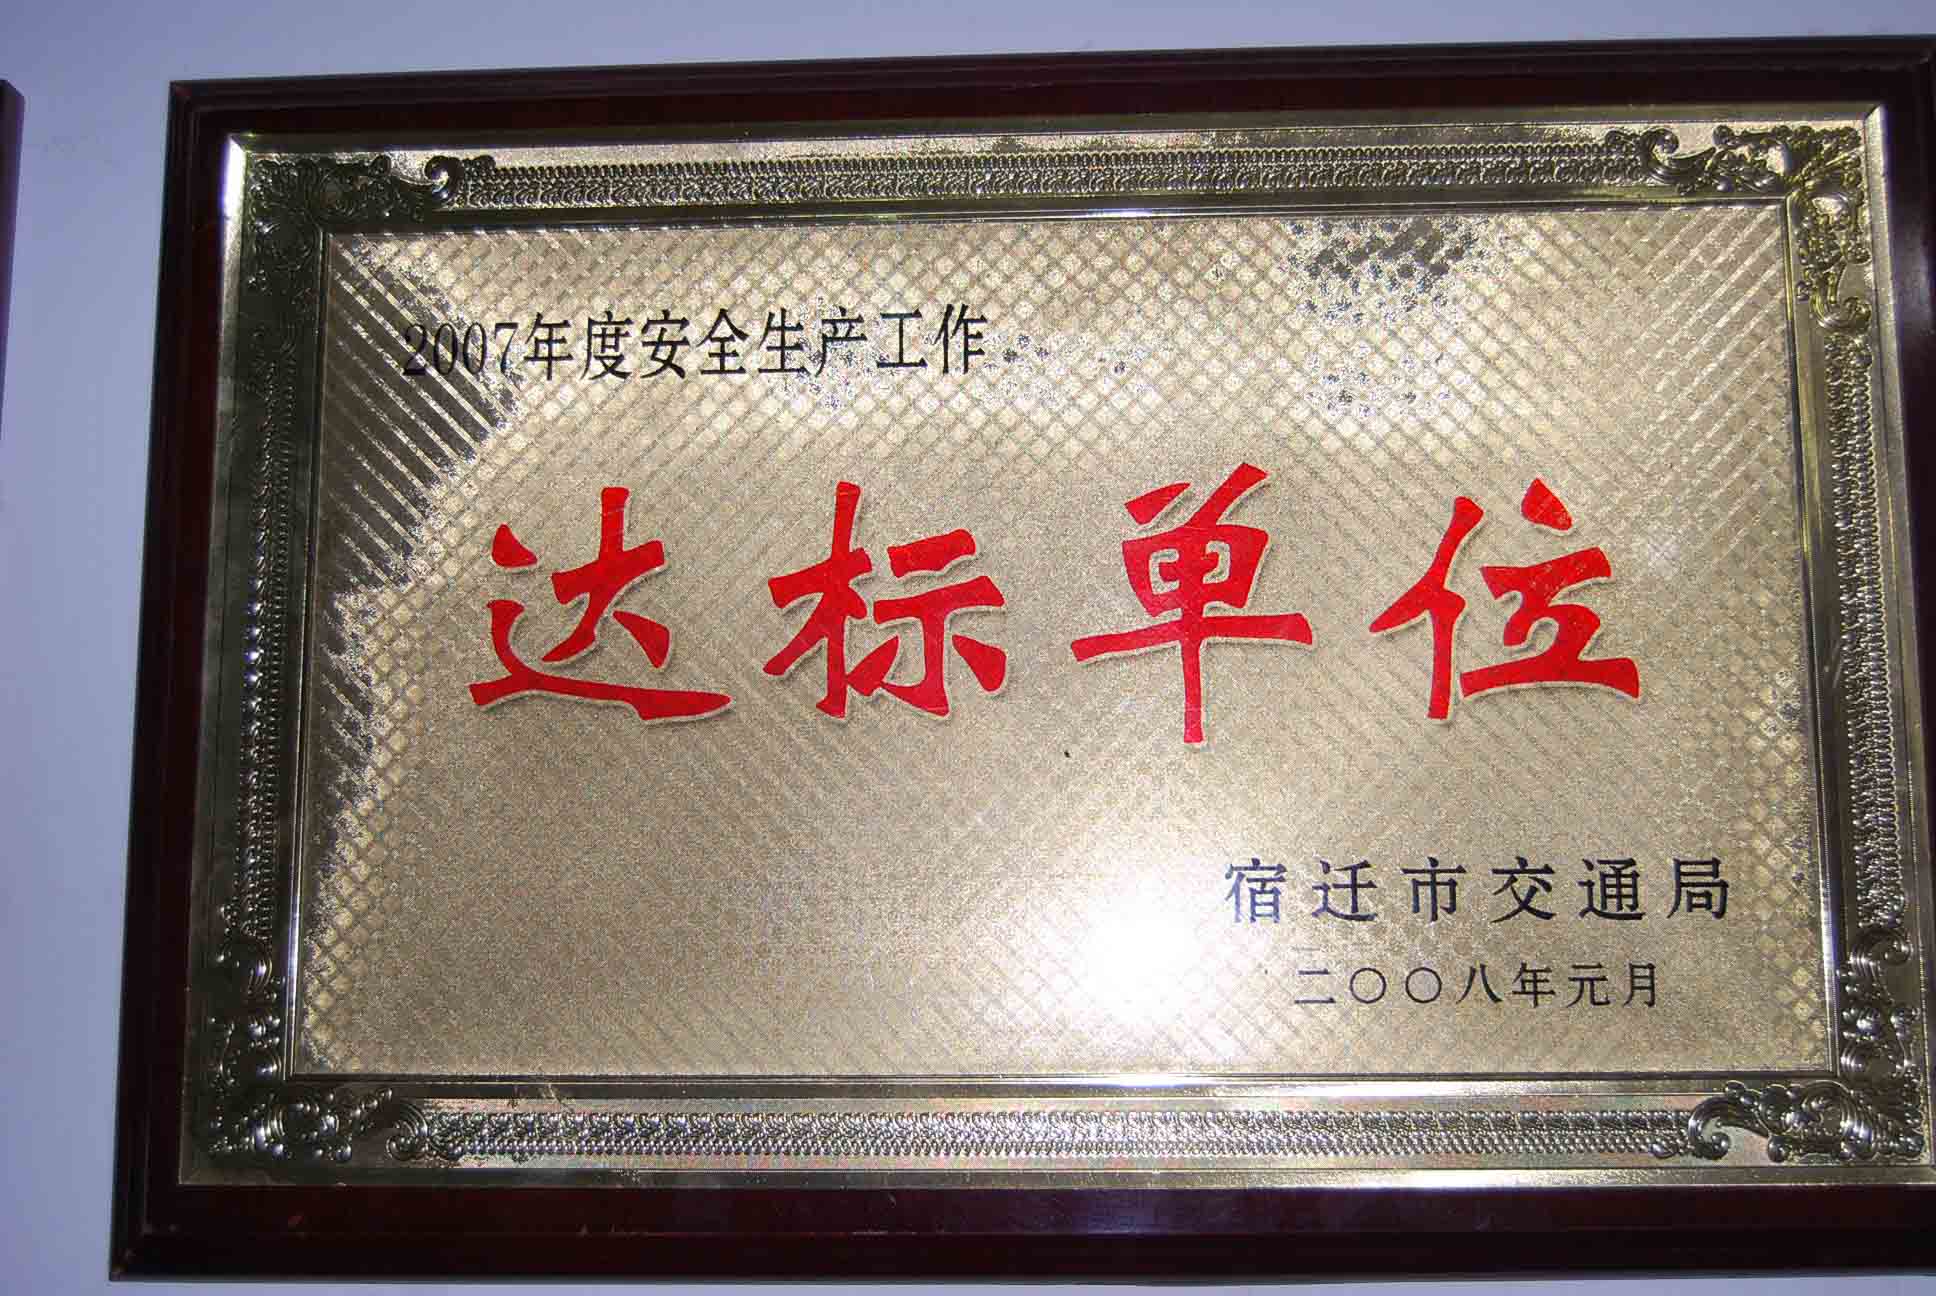 2007年度安全生产工作
达标单位
宿迁市交通局
二〇〇八年元月